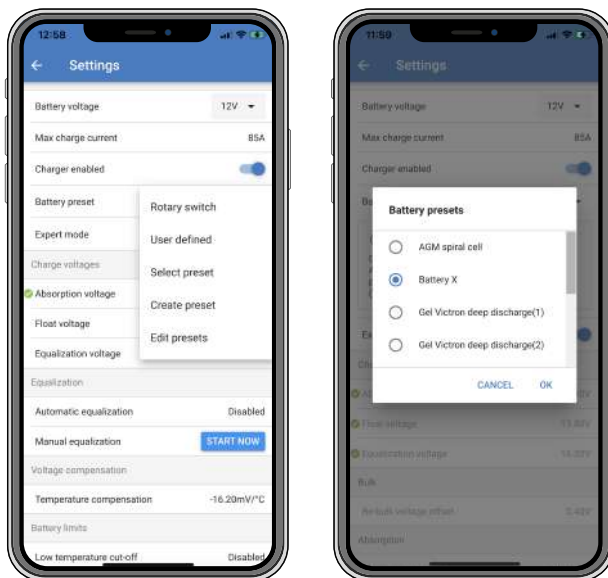 12:58
Settings
Battery voltage 12V
Max charge current 85A
Charger enabled
Battery preset
Rotary switch
Expert mode
User defined
Charge voltages
Select preset
Absorption voltage
Create preset
Float voltage
Edit presets
Equalization voltage
Equalization
Automatic equalization Disabled
Manual equalization START NOW
Voltage compensation
Temperature compensation -16.20mV/°C
Battery limits
Low temperature cut-off Disabled
11:59
Settings
Battery voltage 12V
Max charge current 85A
Charger enabled
Battery presets
AGM spiral cell
Battery X
Gel Victron deep discharge(1)
Gel Victron deep discharge(2)
CANCEL OK
Float voltage
Equalization voltage
Bulk
Re-bulk voltage offset 0.40V
Absorption